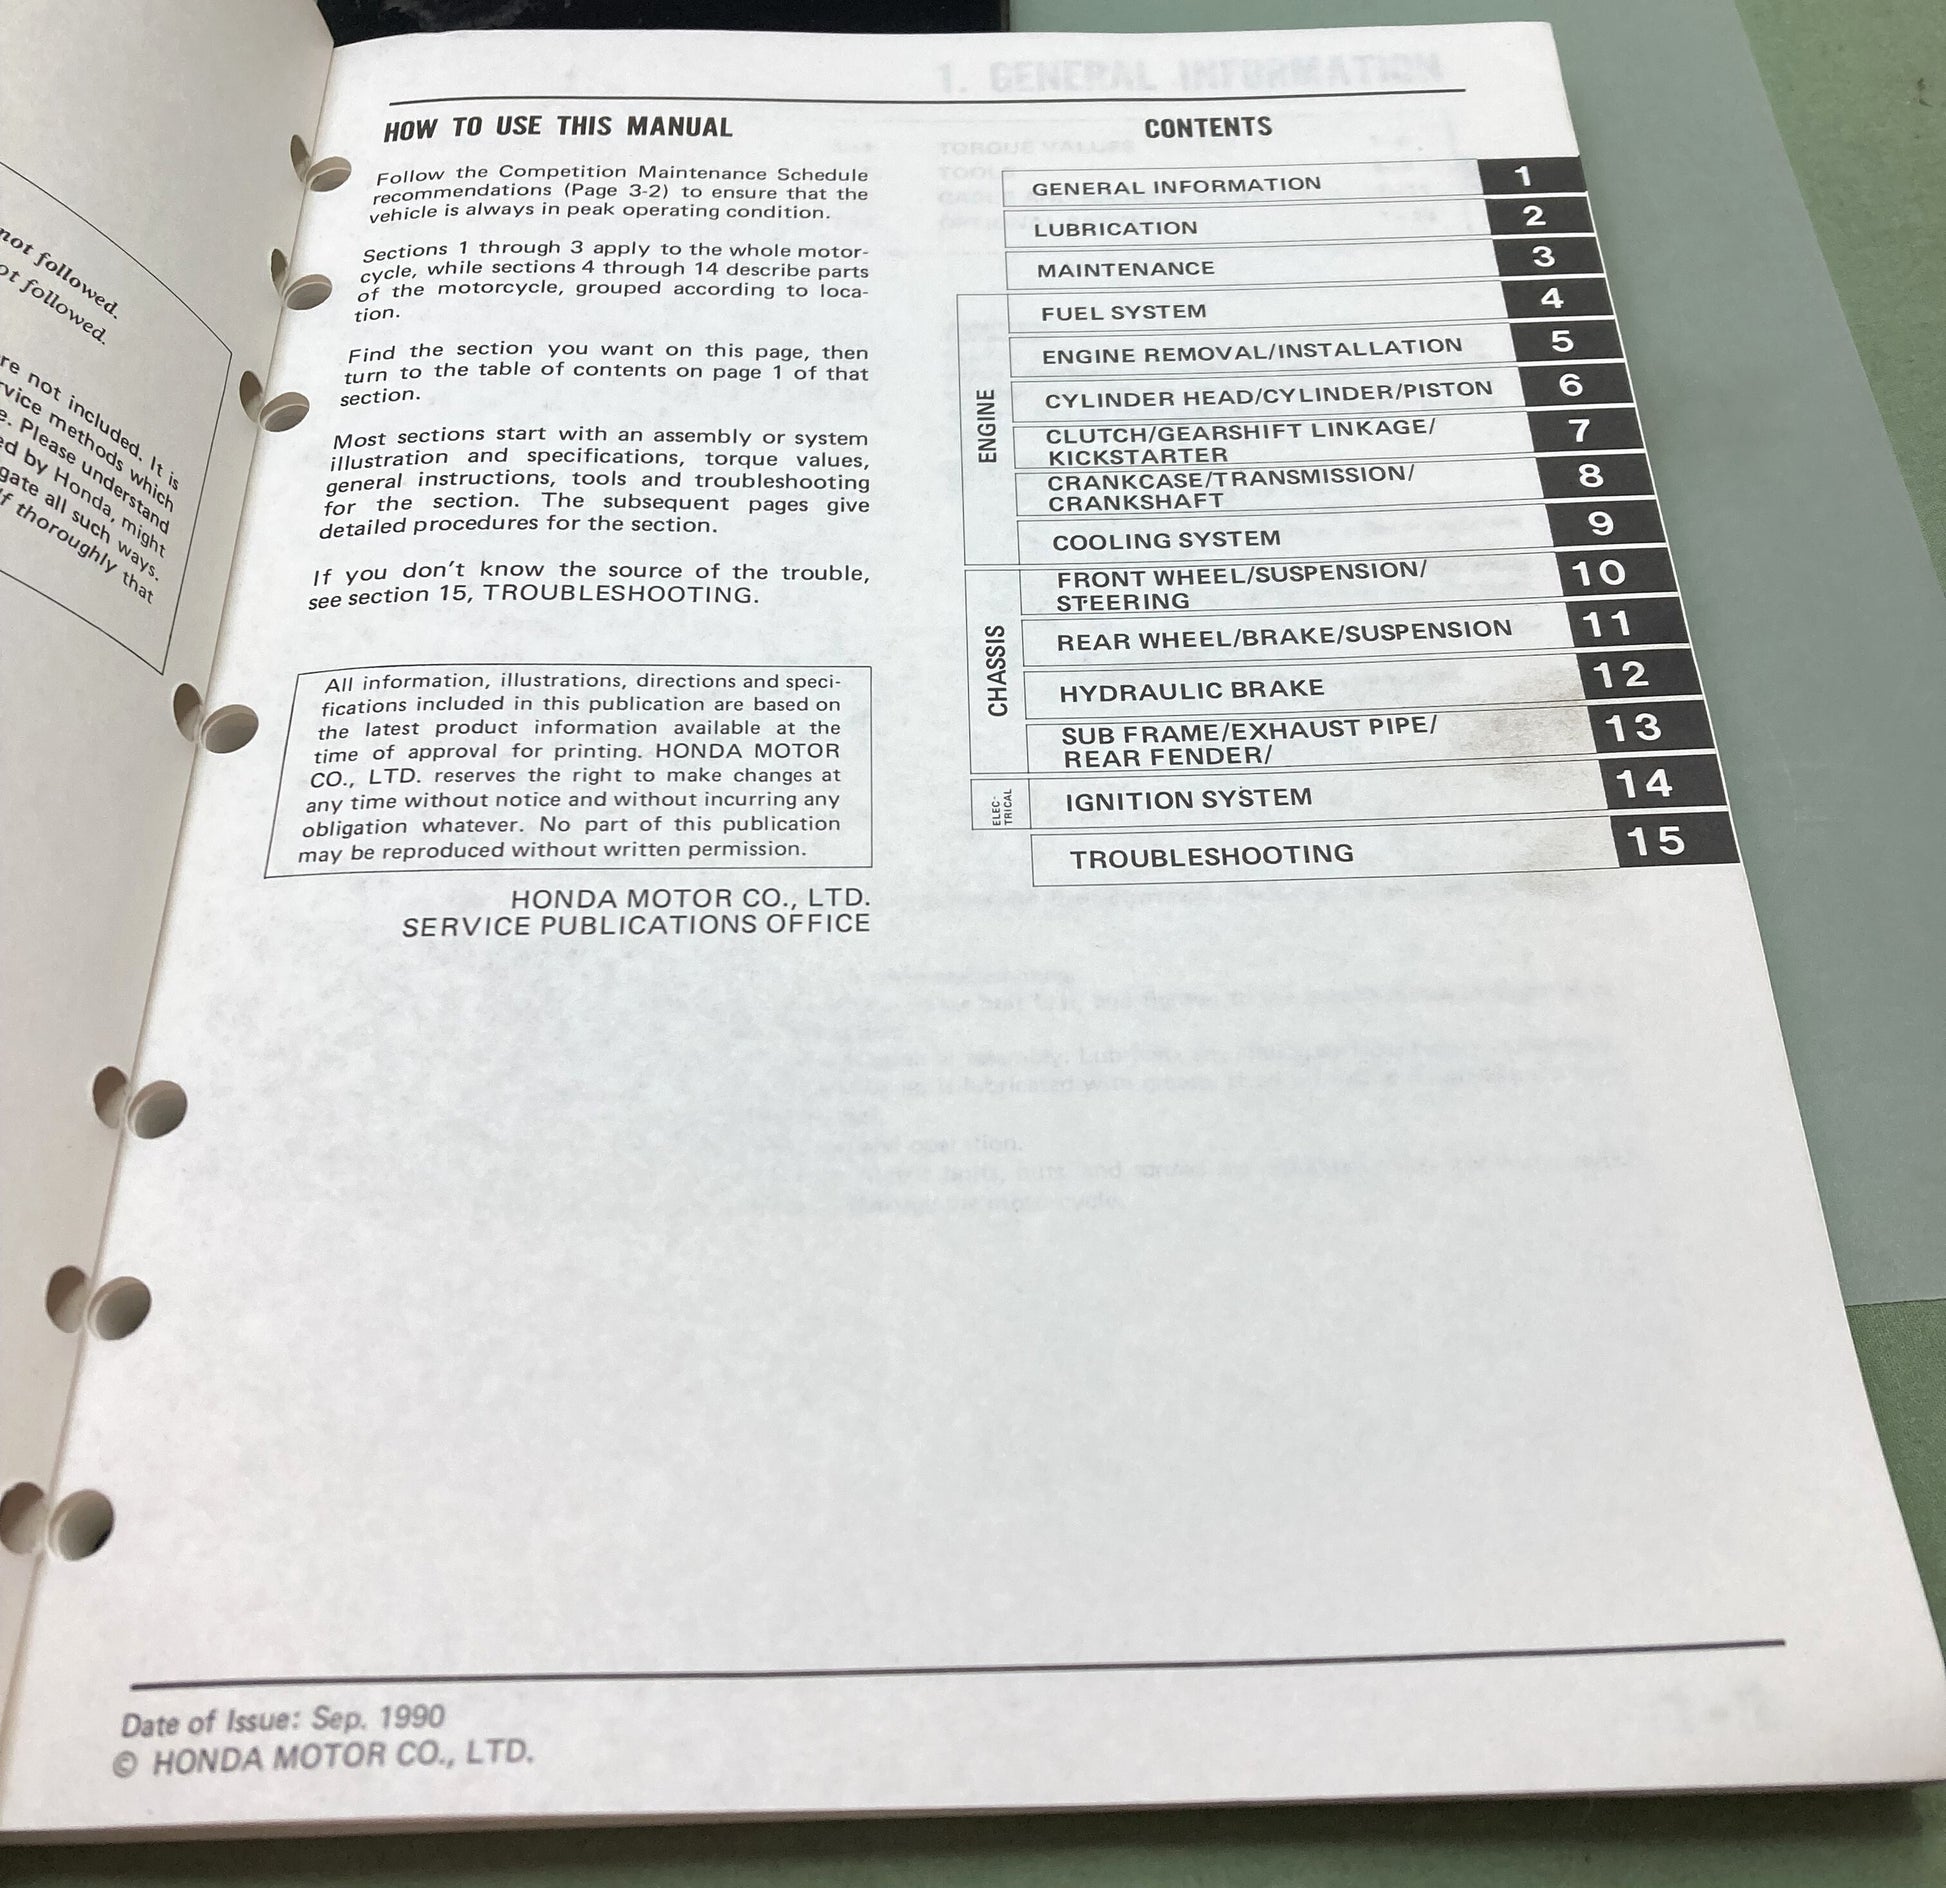 not followed.
ot followed.
re not included. It is
rvice methods which
e. Please understand
ed by Honda, might
gate all such ways.
f thoroughly that
1. GENERAL INFORMATION
HOW TO USE THIS MANUAL
Follow the Competition Maintenance Schedule
recommendations (Page 3-2) to ensure that the
vehicle is always in peak operating condition.
Sections 1 through 3 apply to the whole motor-
cycle, while sections 4 through 14 describe parts
of the motorcycle, grouped according to loca-
tion.
Find the section you want on this page, then
turn to the table of contents on page 1 of that
section.
Most sections start with an assembly or system
illustration and specifications, torque values,
general instructions, tools and troubleshooting
for the section. The subsequent pages give
detailed procedures for the section.
If you don't know the source of the trouble,
see section 15, TROUBLESHOOTING.
All information, illustrations, directions and speci-
fications included in this publication are based on
the latest product information available at the
time of approval for printing. HONDA MOTOR
CO., LTD. reserves the right to make changes at
any time without notice and without incurring any
obligation whatever. No part of this publication
may be reproduced without written permission.
HONDA MOTOR CO., LTD.
SERVICE PUBLICATIONS OFFICE
CONTENTS
TORQUE VALUES
GENERAL INFORMATION 1
LUBRICATION 2
MAINTENANCE 3
ENGINE
FUEL SYSTEM 4
ENGINE REMOVAL/INSTALLATION 5
CYLINDER HEAD/CYLINDER/PISTON 6
CLUTCH/GEARSHIFT LINKAGE/
KICKSTARTER 7
CRANKCASE/TRANSMISSION/
CRANKSHAFT 8
COOLING SYSTEM 9
CHASSIS
FRONT WHEEL/SUSPENSION/
STEERING 10
REAR WHEEL/BRAKE/SUSPENSION 11
HYDRAULIC BRAKE 12
SUB FRAME/EXHAUST PIPE/
REAR FENDER/ 13
ELEC-
TRICAL
IGNITION SYSTEM 14
TROUBLESHOOTING 15
and operation.
Date of Issue: Sep. 1990
© HONDA MOTOR CO., LTD.